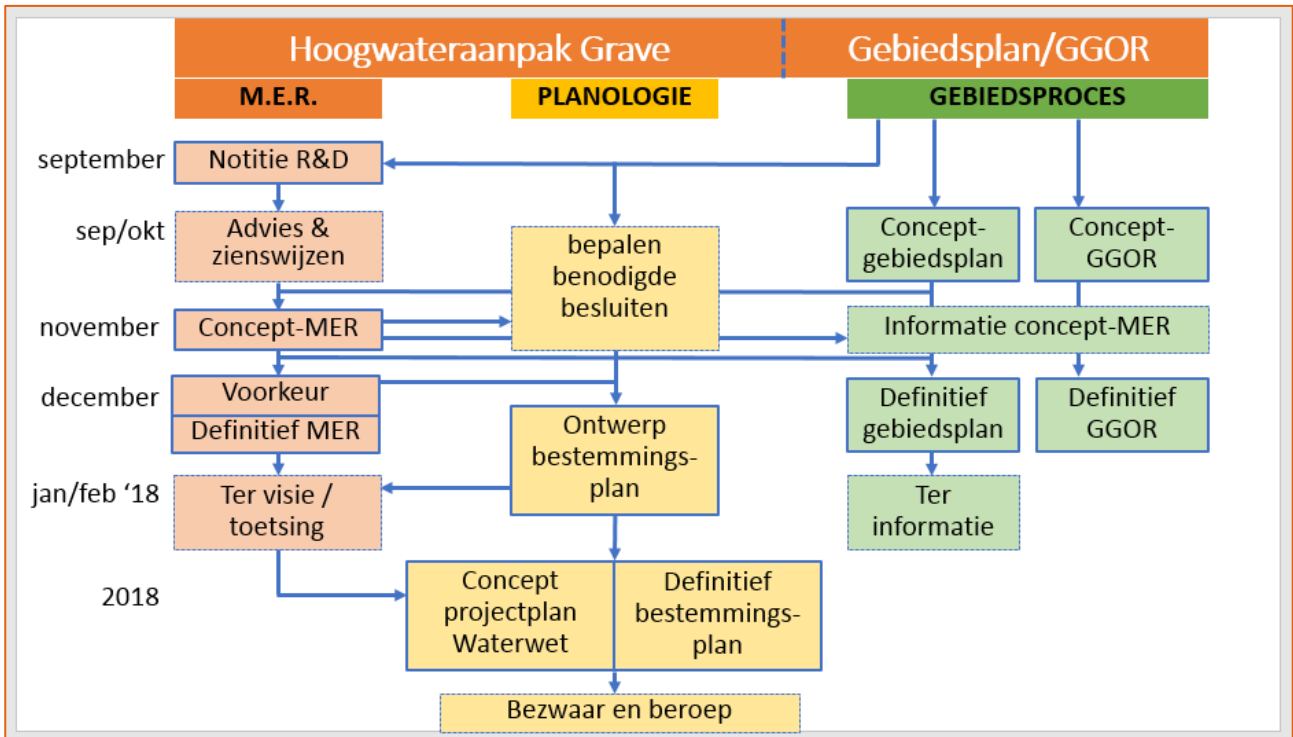 Hoogwateraanpak Grave
Gebiedsplan/GGOR
M.E.R.
PLANOLOGIE
GEBIEDSPROCES
september
Notitie R&D
sep/okt
Advies &
zienswijzen
bepalen
benodigde
besluiten
Concept-
gebiedsplan
Concept-
GGOR
november
Concept-MER
Informatie concept-MER
december
Voorkeur
Definitief MER
Ontwerp
bestemmings-
plan
Definitief
gebiedsplan
Definitief
GGOR
jan/feb ‘18
Ter visie /
toetsing
Ter
informatie
2018
Concept
projectplan
Waterwet
Definitief
bestemmings-
plan
Bezwaar en beroep